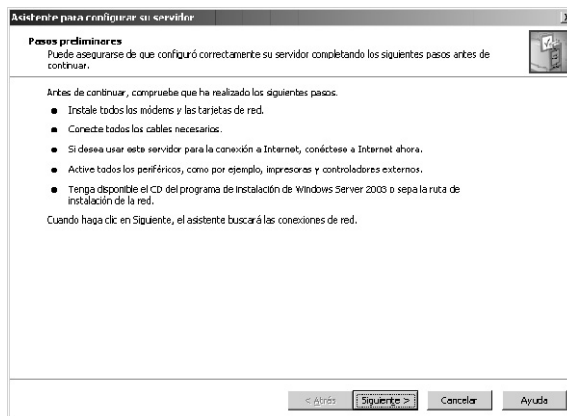 Asistente para configurar su servidor
Pasos preliminares
Puede asegurarse de que configuró correctamente su servidor completando los siguientes pasos antes de
continuar.
Antes de continuar, compruebe que ha realizado los siguientes pasos.
Instale todos los módems y las tarjetas de red.
Conecte todos los cables necesarios.
Si desea usar este servidor para la conexión a Internet, conéctese a Internet ahora.
Active todos los periféricos, como por ejemplo, impresoras y controladores externos.
Tenga disponible el CD del programa de instalación de Windows Server 2003 o sepa la ruta de
instalación de la red.
Cuando haga clic en Siguiente, el asistente buscará las conexiones de red.
< Atrás Siguiente > Cancelar Ayuda